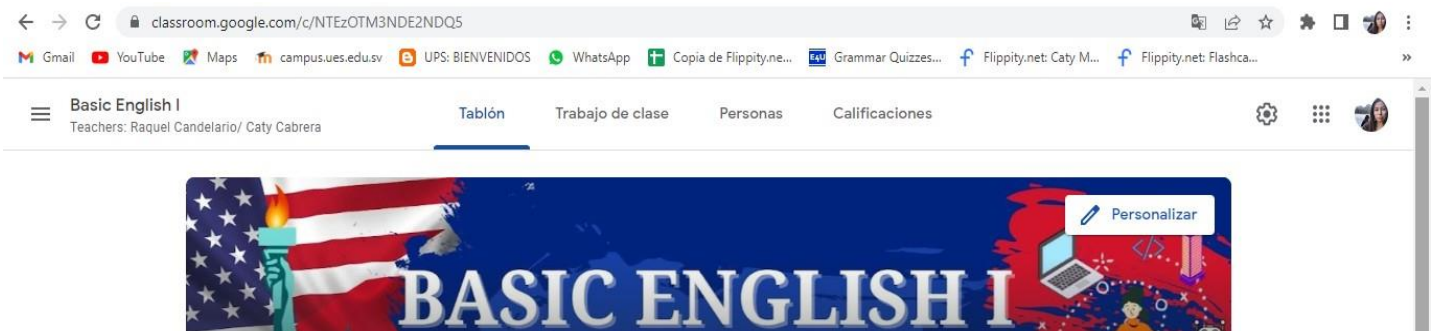 classroom.google.com/c/NTEzOTM3NDE2NDQ5
Gmail YouTube Maps campus.ues.edu.sv UPS: BIENVENIDOS WhatsApp Copia de Flippity.ne... Grammar Quizzes... Flippity.net: Caty M... Flippity.net: Flashca... »
Basic English I Tablón Trabajo de clase Personas Calificaciones
Teachers: Raquel Candelario/ Caty Cabrera
Personalizar
</>
BASIC ENGLISH I